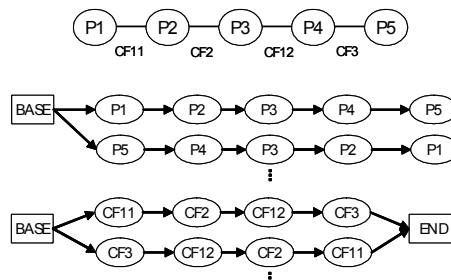 P1 P2 P3 P4 P5
CF11 CF2 CF12 CF3
BASE P1 P2 P3 P4 P5
P5 P4 P3 P2 P1
CF11 CF2 CF12 CF3
BASE END
CF3 CF12 CF2 CF11